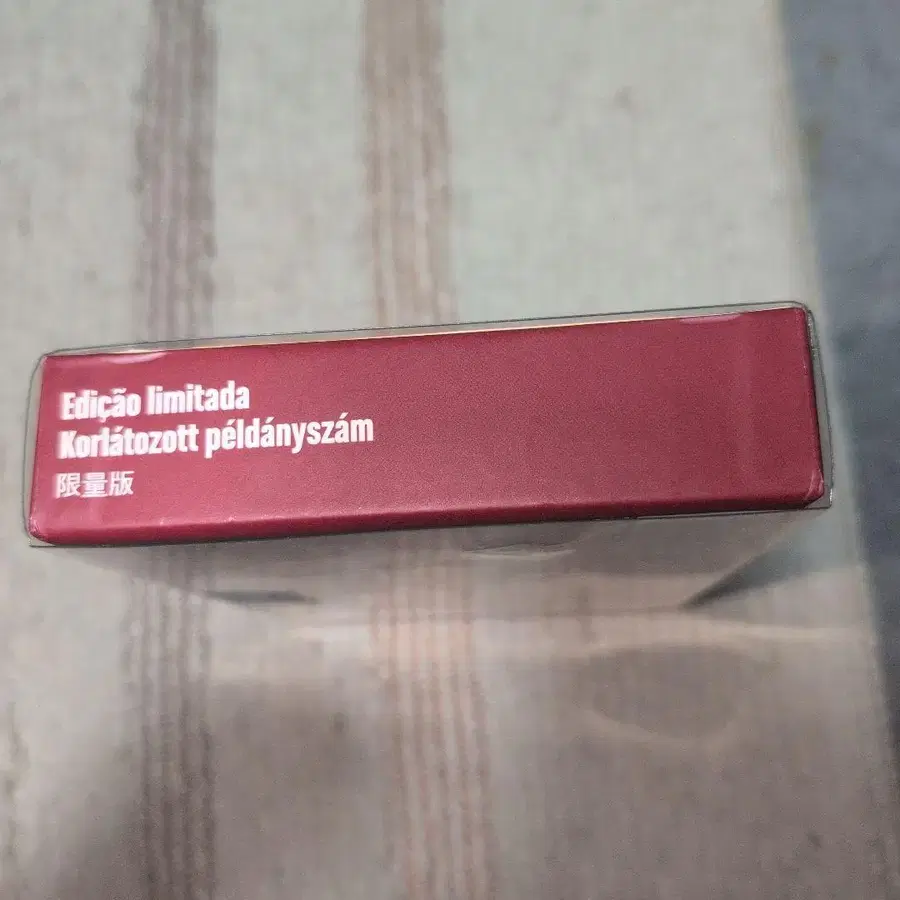 Edição limitada
Korlátozott példányszám
限量版